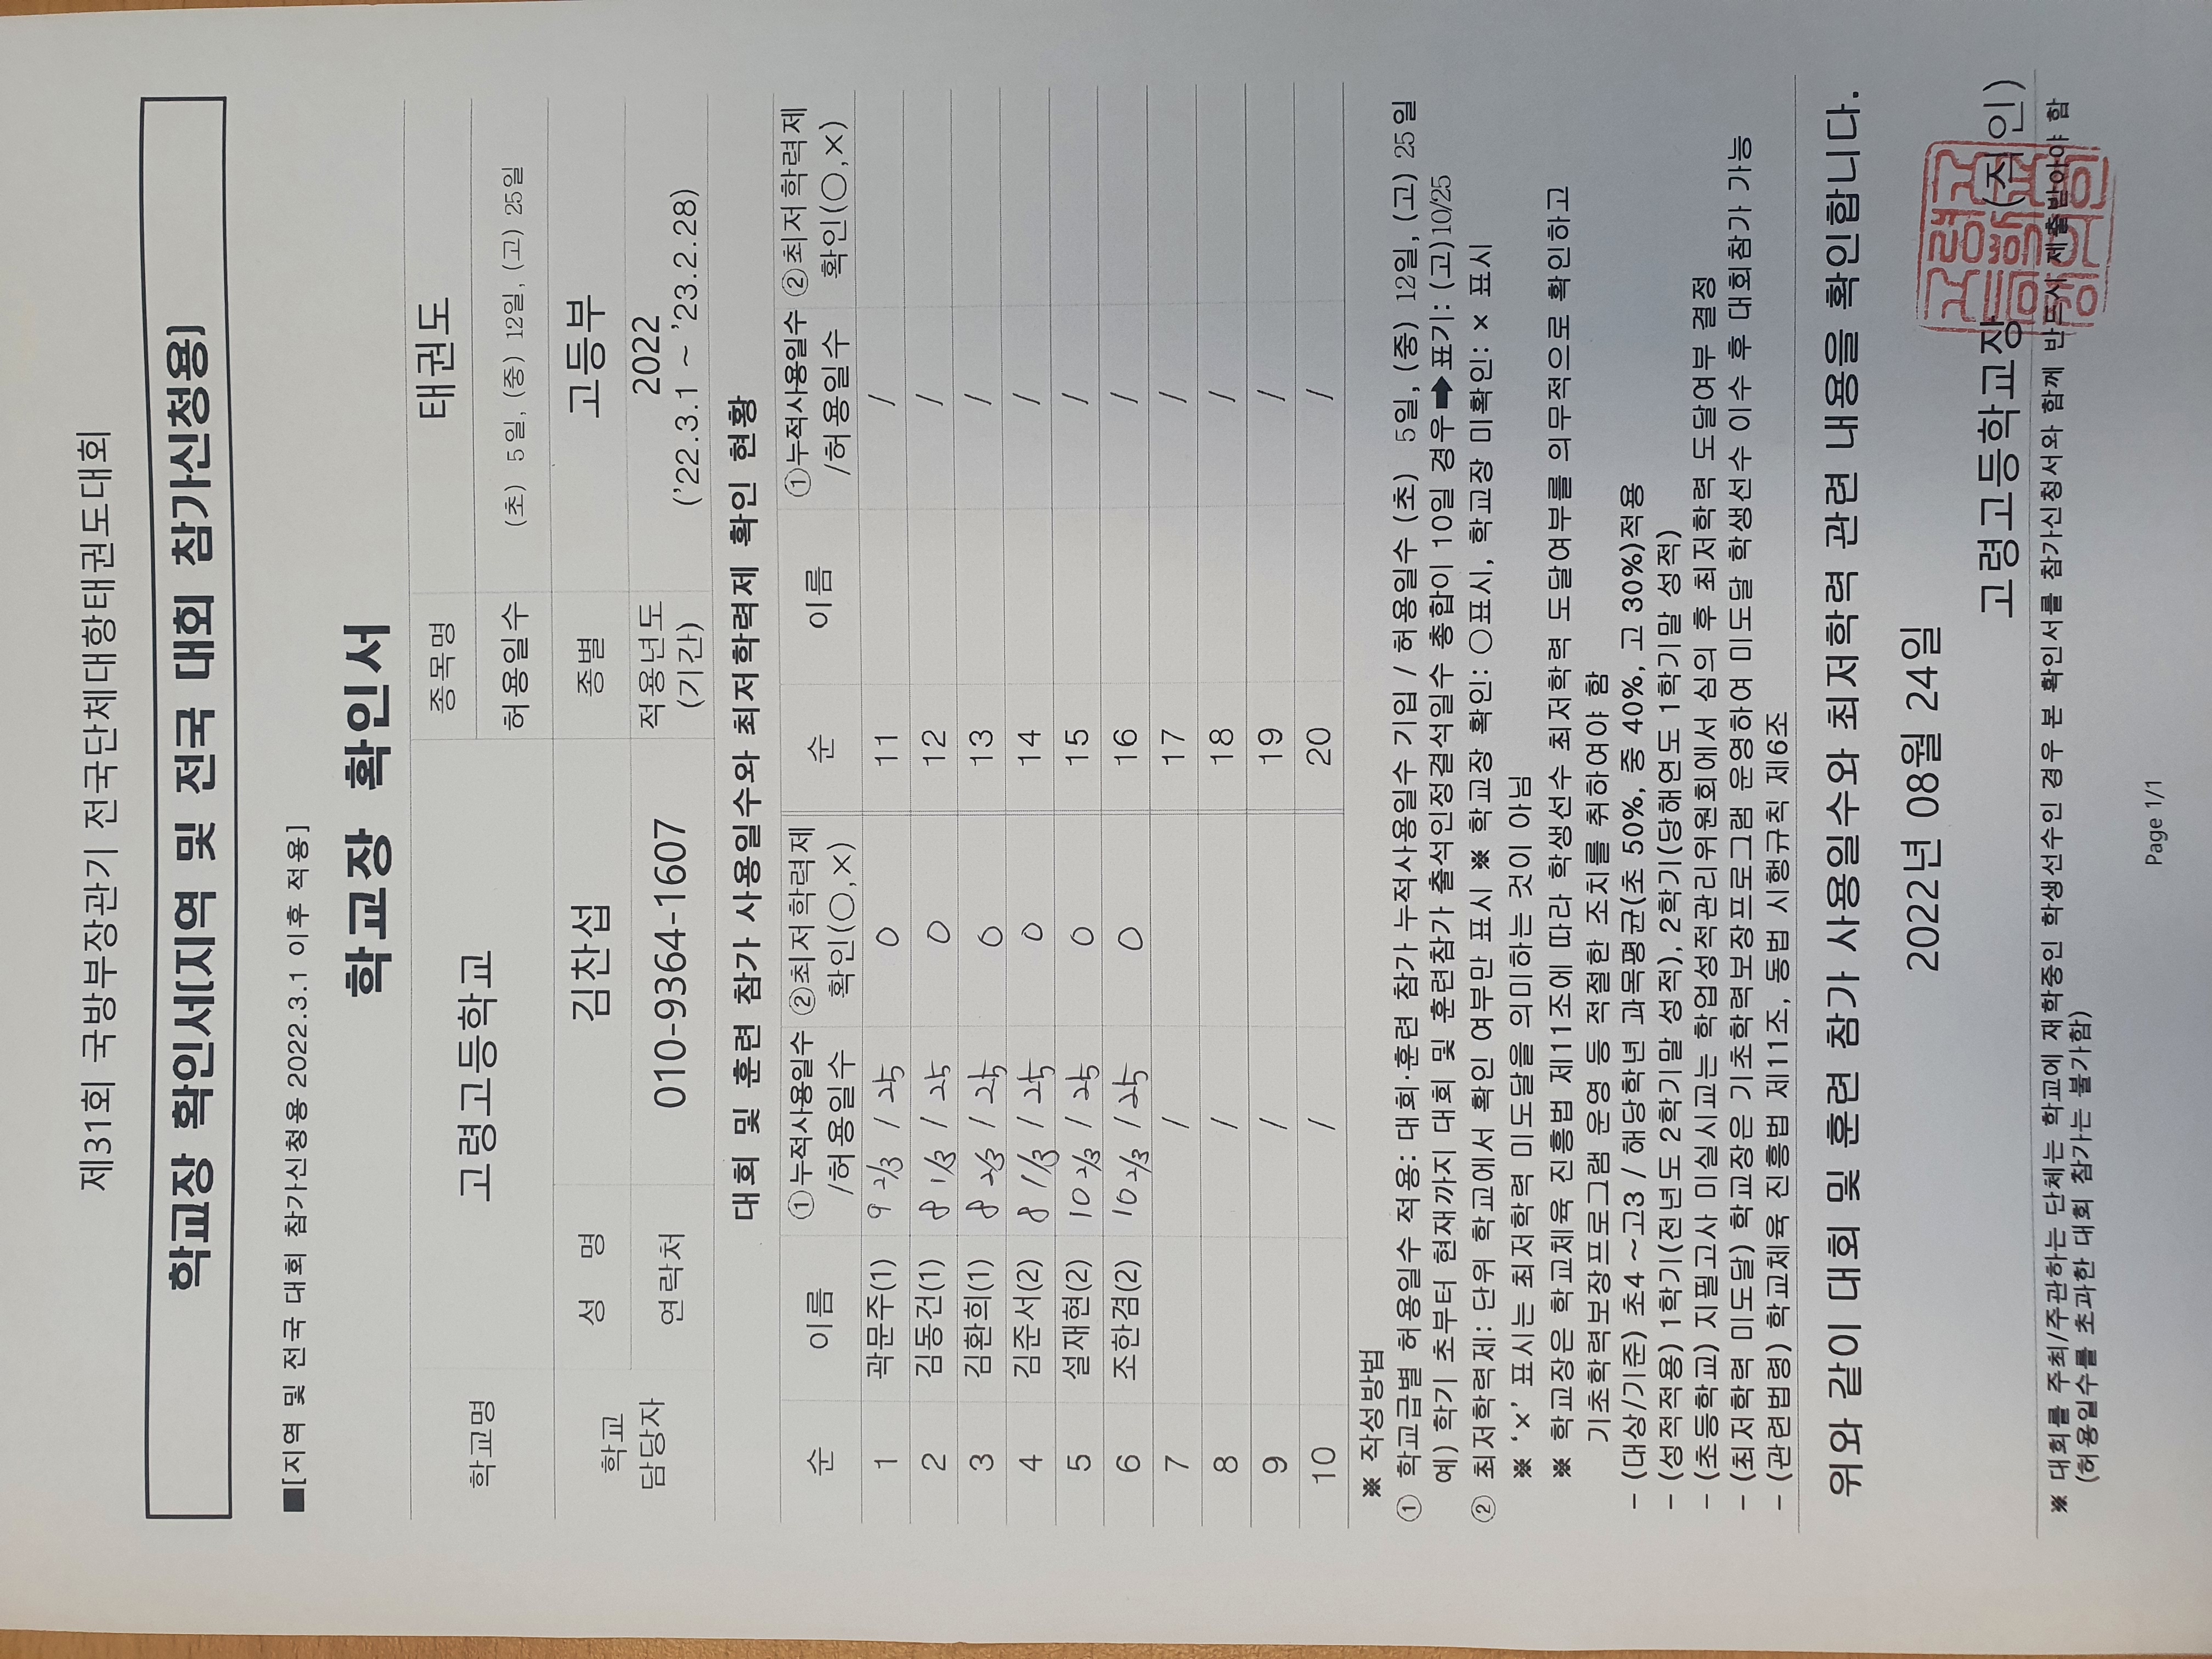 제31회 국방부장관기 전국단체대항태권도대회
학교장 확인서(지역 및 전국 대회 참가신청용)
■[지역 및 전국 대회 참가신청용 2022.3.1 이후 적용]
학교장 확인서
학교명 고령고등학교 종목명 태권도
허용일수 (초) 5일, (중) 12일, (고) 25일
학교 담당자 성 명 김찬섭 종별 고등부
연락처 010-9364-1607 적용년도 (기간) 2022 ('22.3.1 ~ '23.2.28)
대회 및 훈련 참가 사용일수와 최저학력제 확인 현황
순 이름 ①누적사용일수 /허용일수 ②최저학력제 확인(○,×) 순 이름 ①누적사용일수 /허용일수 ②최저학력제 확인(○,×)
1 곽문주(1) 9 2/3 / 25 O 11 /
2 김동건(1) 8 1/3 / 25 O 12 /
3 김환희(1) 8 2/3 / 25 O 13 /
4 김준서(2) 8 1/3 / 25 O 14 /
5 설재현(2) 10 2/3 / 25 O 15 /
6 조한겸(2) 10 2/3 / 25 O 16 /
7 / 17 /
8 / 18 /
9 / 19 /
10 / 20 /
※ 작성방법
① 학교급별 허용일수 적용: 대회·훈련 참가 누적사용일수 기입 / 허용일수 (초) 5일, (중) 12일, (고) 25일
예) 학기 초부터 현재까지 대회 및 훈련참가 출석인정결석일수 총합이 10일 경우➡표기: (고)10/25
② 최저학력제: 단위 학교에서 확인 여부만 표시 ※ 학교장 확인: ○표시, 학교장 미확인: × 표시
※ '×' 표시는 최저학력 미도달을 의미하는 것이 아님
※ 학교장은 학교체육 진흥법 제11조에 따라 학생선수 최저학력 도달여부를 의무적으로 확인하고
기초학력보장프로그램 운영 등 적절한 조치를 취하여야 함
- (대상/기준) 초4 ~고3 / 해당학년 과목평균(초 50%, 중 40%, 고 30%)적용
- (성적적용) 1학기(전년도 2학기말 성적), 2학기(당해연도 1학기말 성적)
- (초등학교) 지필고사 미실시교는 학업성적관리위원회에서 심의 후 최저학력 도달여부 결정
- (최저학력 미도달) 학교장은 기초학력보장프로그램 운영하여 미도달 학생선수 이수 후 대회참가 가능
- (관련법령) 학교체육 진흥법 제11조, 동법 시행규칙 제6조
위와 같이 대회 및 훈련 참가 사용일수와 최저학력 관련 내용을 확인합니다.
2022년 08월 24일
고령고등학교장 (직인)
고령고등학교장인
※ 대회를 주최/주관하는 단체는 학교에 재학중인 학생선수인 경우 본 확인서를 참가신청서와 함께 반드시 제출받아야 함
(허용일수를 초과한 대회 참가는 불가함)
Page 1/1